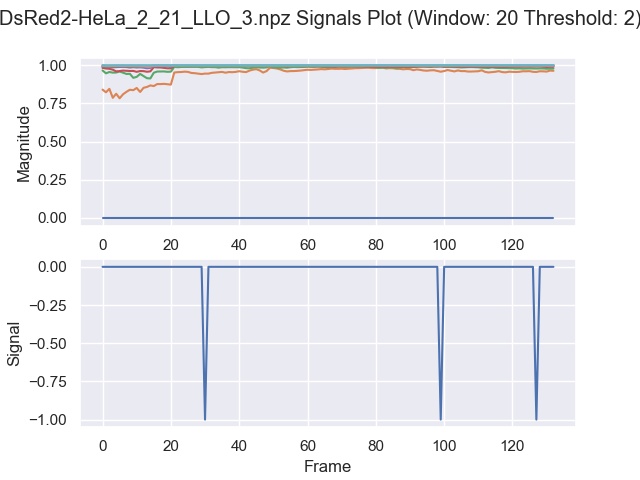 DsRed2-HeLa_2_21_LLO_3.npz Signals Plot (Window: 20 Threshold: 2)
1.00
0.75
0.50
0.25
0.00
Magnitude
0 20 40 60 80 100 120
0.00
−0.25
−0.50
−0.75
−1.00
Signal
0 20 40 60 80 100 120
Frame